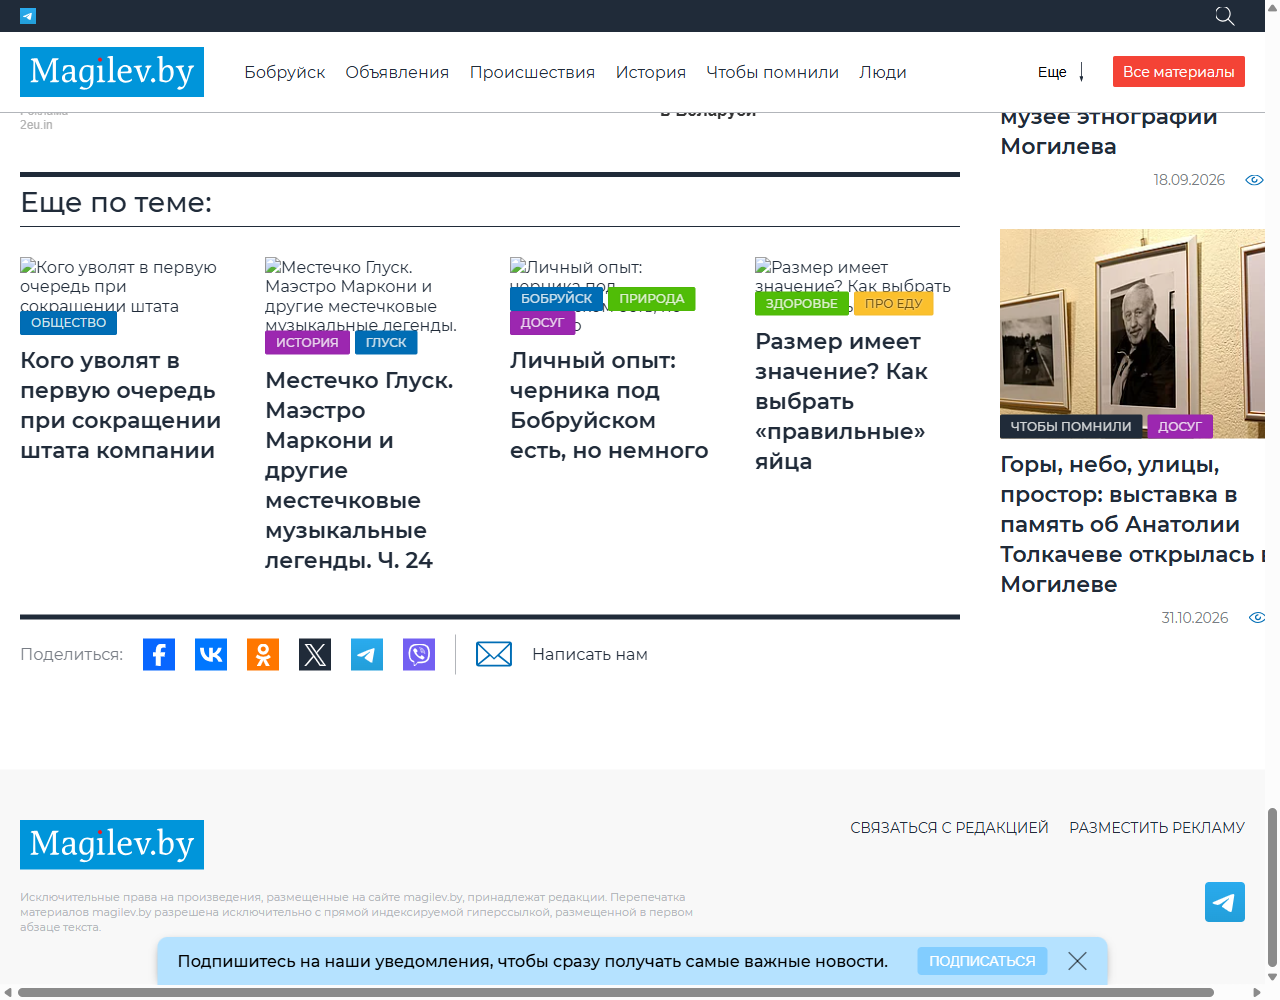 Magilev.by
Бобруйск Объявления Происшествия История Чтобы помнили Люди Еще Все материалы
2eu.in
в Беларуси
музее этнографии
Могилева
18.09.2026
Еще по теме:
Кого уволят в первую
очередь при
сокращении штата
ОБЩЕСТВО
Кого уволят в
первую очередь
при сокращении
штата компании
Местечко Глуск.
Маэстро Маркони и
другие местечковые
музыкальные легенды.
ИСТОРИЯ ГЛУСК
Местечко Глуск.
Маэстро
Маркони и
другие
местечковые
музыкальные
легенды. Ч. 24
Личный опыт:
черника под
БОБРУЙСК ПРИРОДА
ДОСУГ
Личный опыт:
черника под
Бобруйском
есть, но немного
Размер имеет
значение? Как выбрать
ЗДОРОВЬЕ ПРО ЕДУ
Размер имеет
значение? Как
выбрать
«правильные»
яйца
ЧТОБЫ ПОМНИЛИ ДОСУГ
Горы, небо, улицы,
простор: выставка в
память об Анатолии
Толкачеве открылась в
Могилеве
31.10.2026
Поделиться: Написать нам
Magilev.by
СВЯЗАТЬСЯ С РЕДАКЦИЕЙ РАЗМЕСТИТЬ РЕКЛАМУ
Исключительные права на произведения, размещенные на сайте magilev.by, принадлежат редакции. Перепечатка
материалов magilev.by разрешена исключительно с прямой индексируемой гиперссылкой, размещенной в первом
абзаце текста.
Подпишитесь на наши уведомления, чтобы сразу получать самые важные новости. ПОДПИСАТЬСЯ